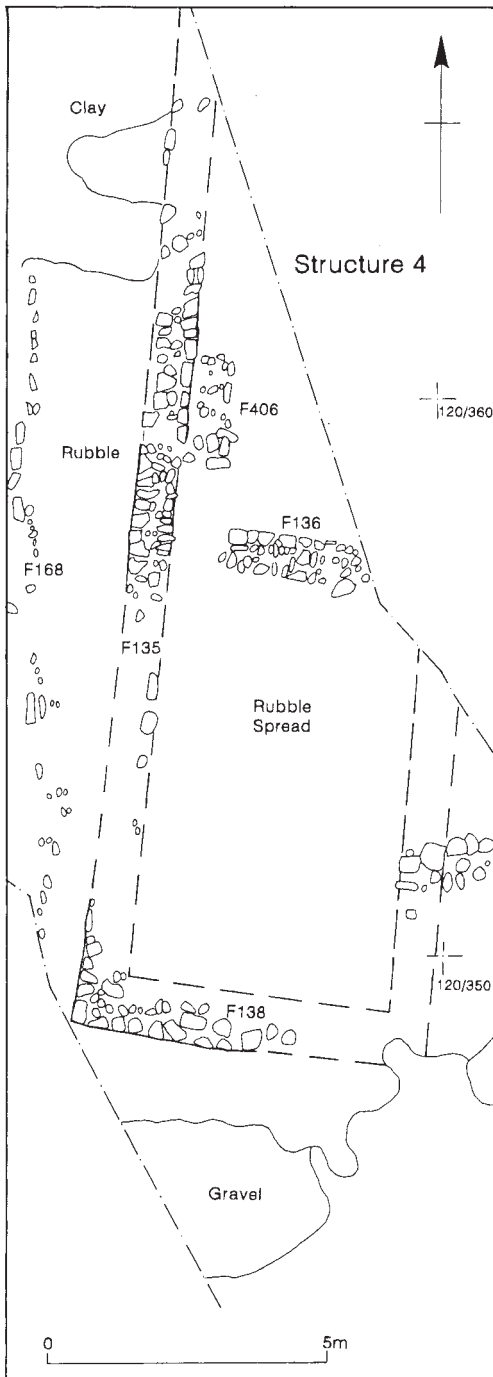 Clay
Structure 4
120/360
F406
Rubble
F136
F168
F135
Rubble
Spread
120/350
F138
Gravel
0 5m